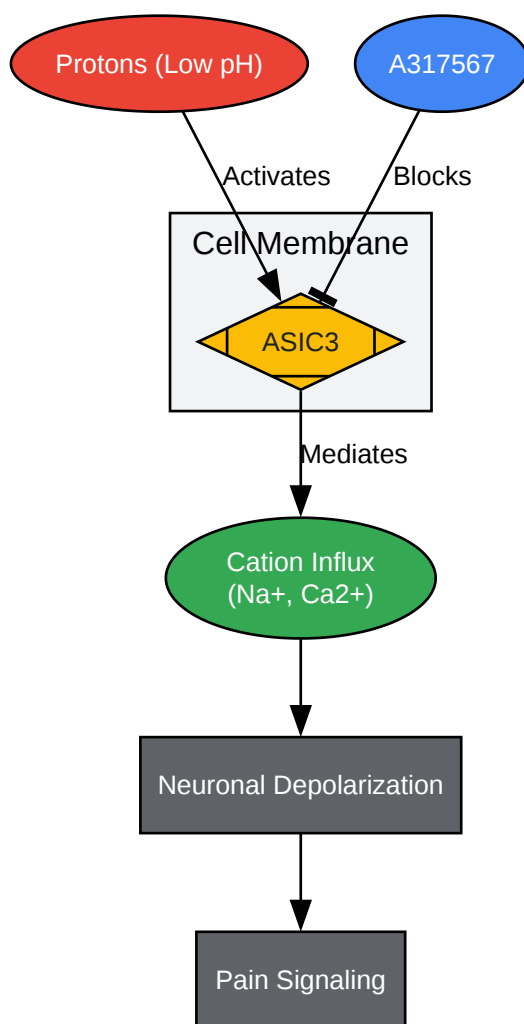 Protons (Low pH)
A317567
Activates
Blocks
Cell Membrane
ASIC3
Mediates
Cation Influx
(Na+, Ca2+)
Neuronal Depolarization
Pain Signaling